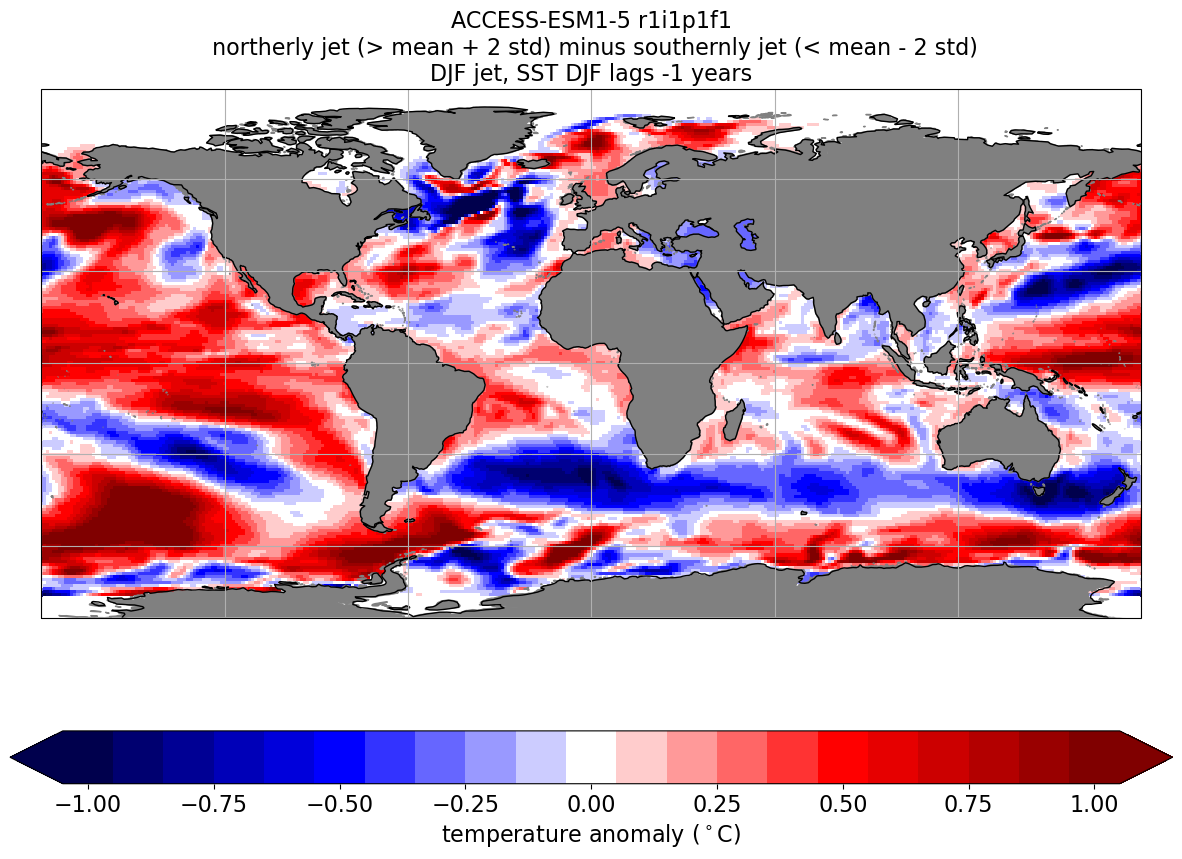 ACCESS-ESM1-5 r1i1p1f1
northerly jet (> mean + 2 std) minus southernly jet (< mean - 2 std)
DJF jet, SST DJF lags -1 years
−1.00 −0.75 −0.50 −0.25 0.00 0.25 0.50 0.75 1.00
temperature anomaly (°C)